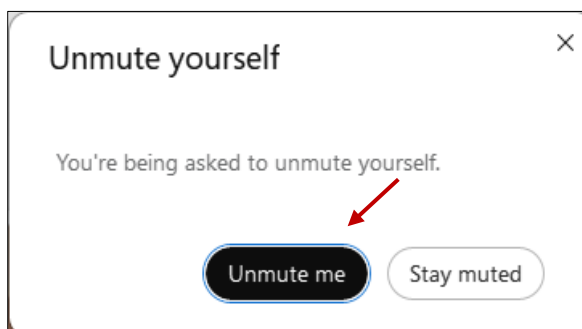 Unmute yourself
You're being asked to unmute yourself.
Unmute me
Stay muted